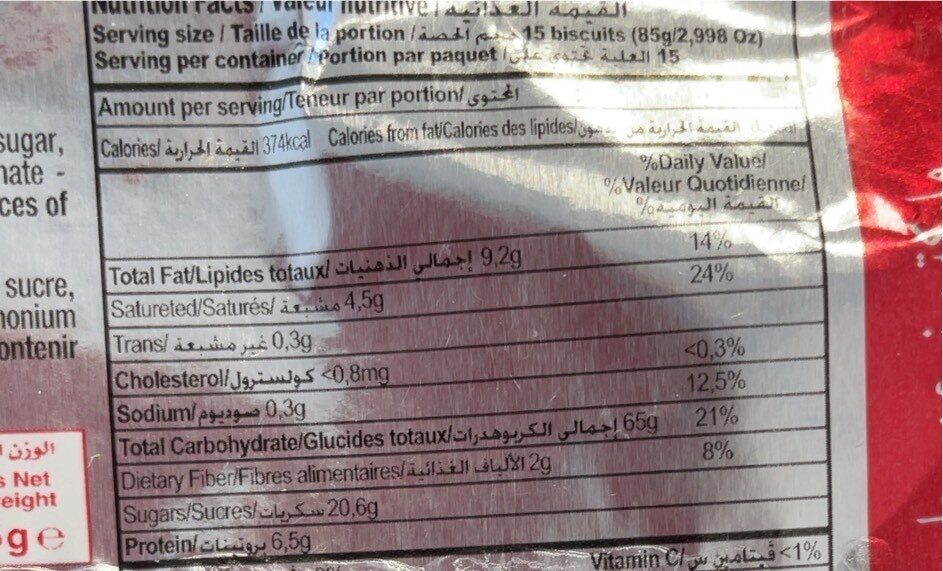 Nutrition Facts / Valeur nutritive / القيمة الغذائية
Serving size / Taille de la portion / حجم الحصة 15 biscuits (85g/2,998 Oz)
Serving per container / Portion par paquet / العلبة تحتوي على 15
Amount per serving/Teneur par portion/ المحتوى
Calories/ القيمة الحرارية 374kcal Calories from fat/Calories des lipides/ القيمة الحرارية من
%Daily Value/
%Valeur Quotidienne/
القيمة اليومية%
14%
Total Fat/Lipides totaux/ إجمالي الدهنيات 9,2g
24%
Satureted/Saturés/ مشبعة 4,5g
Trans/ غير مشبعة 0,3g
<0,3%
Cholesterol/كولسترول <0,8mg
12,5%
Sodium/صوديوم 0,3g
21%
Total Carbohydrate/Glucides totaux/إجمالي الكربوهدرات 65g
8%
Dietary Fiber/Fibres alimentaires/الألياف الغذائية 2g
Sugars/Sucres/سكريات 20,6g
Protein/بروتينات 6,5g
Vitamin C/فيتامين س <1%
sugar,
nate -
ces of
sucre,
nonium
ontenir
الوزن
s Net
eight
g e